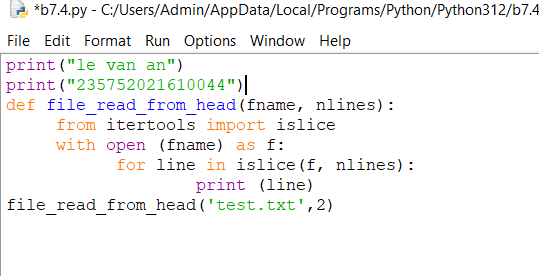 *b7.4.py - C:/Users/Admin/AppData/Local/Programs/Python/Python312/b7.4
File Edit Format Run Options Window Help
print("le van an")
print("235752021610044")
def file_read_from_head(fname, nlines):
     from itertools import islice
     with open (fname) as f:
           for line in islice(f, nlines):
                   print (line)
file_read_from_head('test.txt',2)